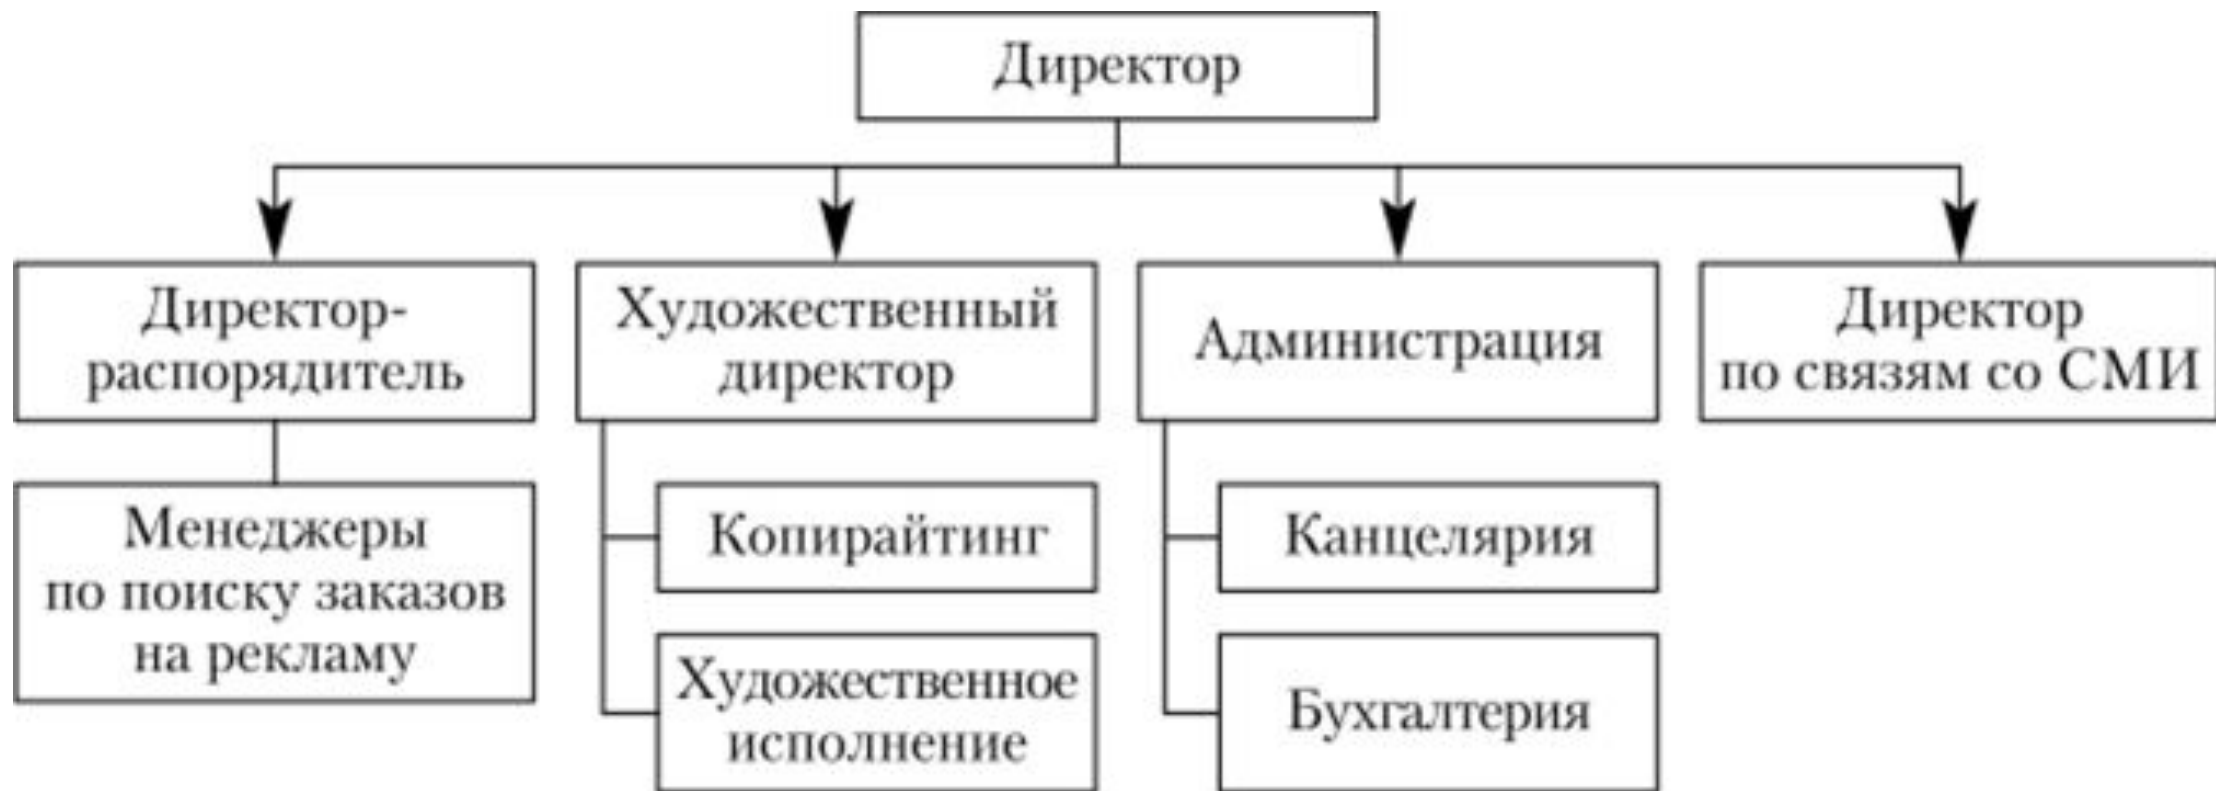 Директор
Директор-
распорядитель
Художественный
директор
Администрация
Директор
по связям со СМИ
Менеджеры
по поиску заказов
на рекламу
Копирайтинг
Художественное
исполнение
Канцелярия
Бухгалтерия